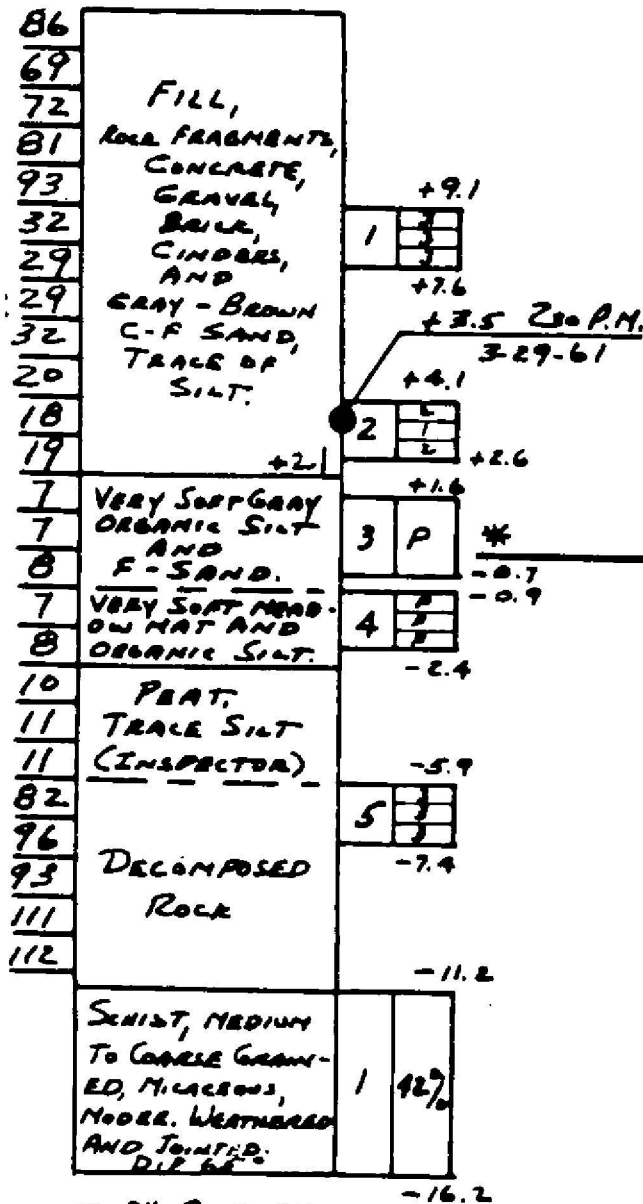 86
69
72
81
93
32
29
29
32
20
18
19
7
7
8
7
8
10
11
11
82
96
93
111
112
FILL,
ROCK FRAGMENTS,
CONCRETE,
GRAVEL,
BRICK,
CINDERS,
AND
GRAY-BROWN
C-F SAND,
TRACE OF
SILT.
+2
VERY SOFT GRAY
ORGANIC SILT
AND
F-SAND.
VERY SOFT MEAD-
OW MAT AND
ORGANIC SILT.
PEAT,
TRACE SILT
(INSPECTOR)
DECOMPOSED
ROCK
SCHIST, MEDIUM
TO COARSE GRAIN-
ED, MICACEOUS,
MODER. WEATHERED
AND JOINTED.
DIP 65°
+9.1
1
+7.6
+3.5 230 P.M.
3-29-61
+4.1
2
2
1
2
+2.6
+1.6
3 P
*
-0.7
-0.9
4
P
P
P
-2.4
-5.9
5
-7.4
-11.2
1 42%
-16.2